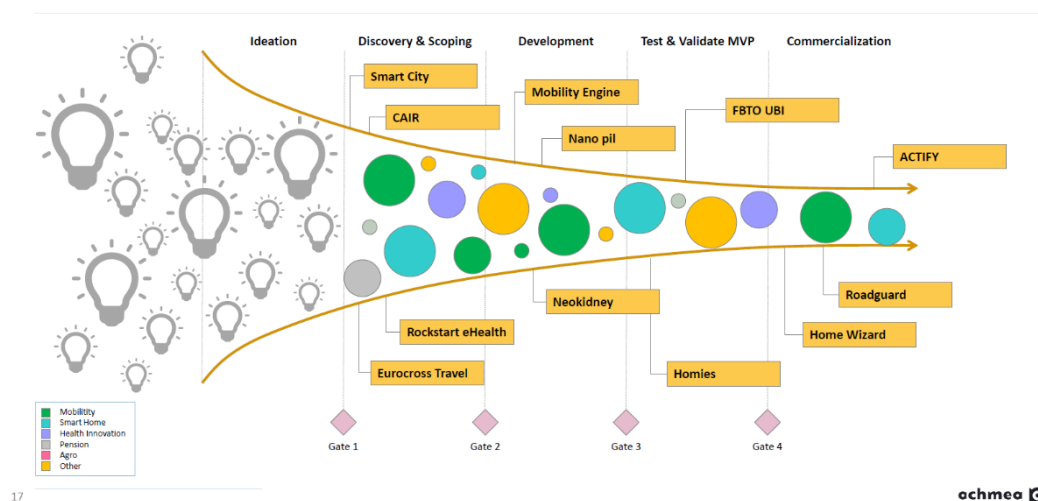 Ideation
Discovery & Scoping
Development
Test & Validate MVP
Commercialization
Smart City
CAIR
Mobility Engine
Nano pil
FBTO UBI
ACTIFY
Neokidney
Roadguard
Rockstart eHealth
Home Wizard
Eurocross Travel
Homies
Mobilitity
Smart Home
Health Innovation
Pension
Agro
Other
Gate 1
Gate 2
Gate 3
Gate 4
17
achmea